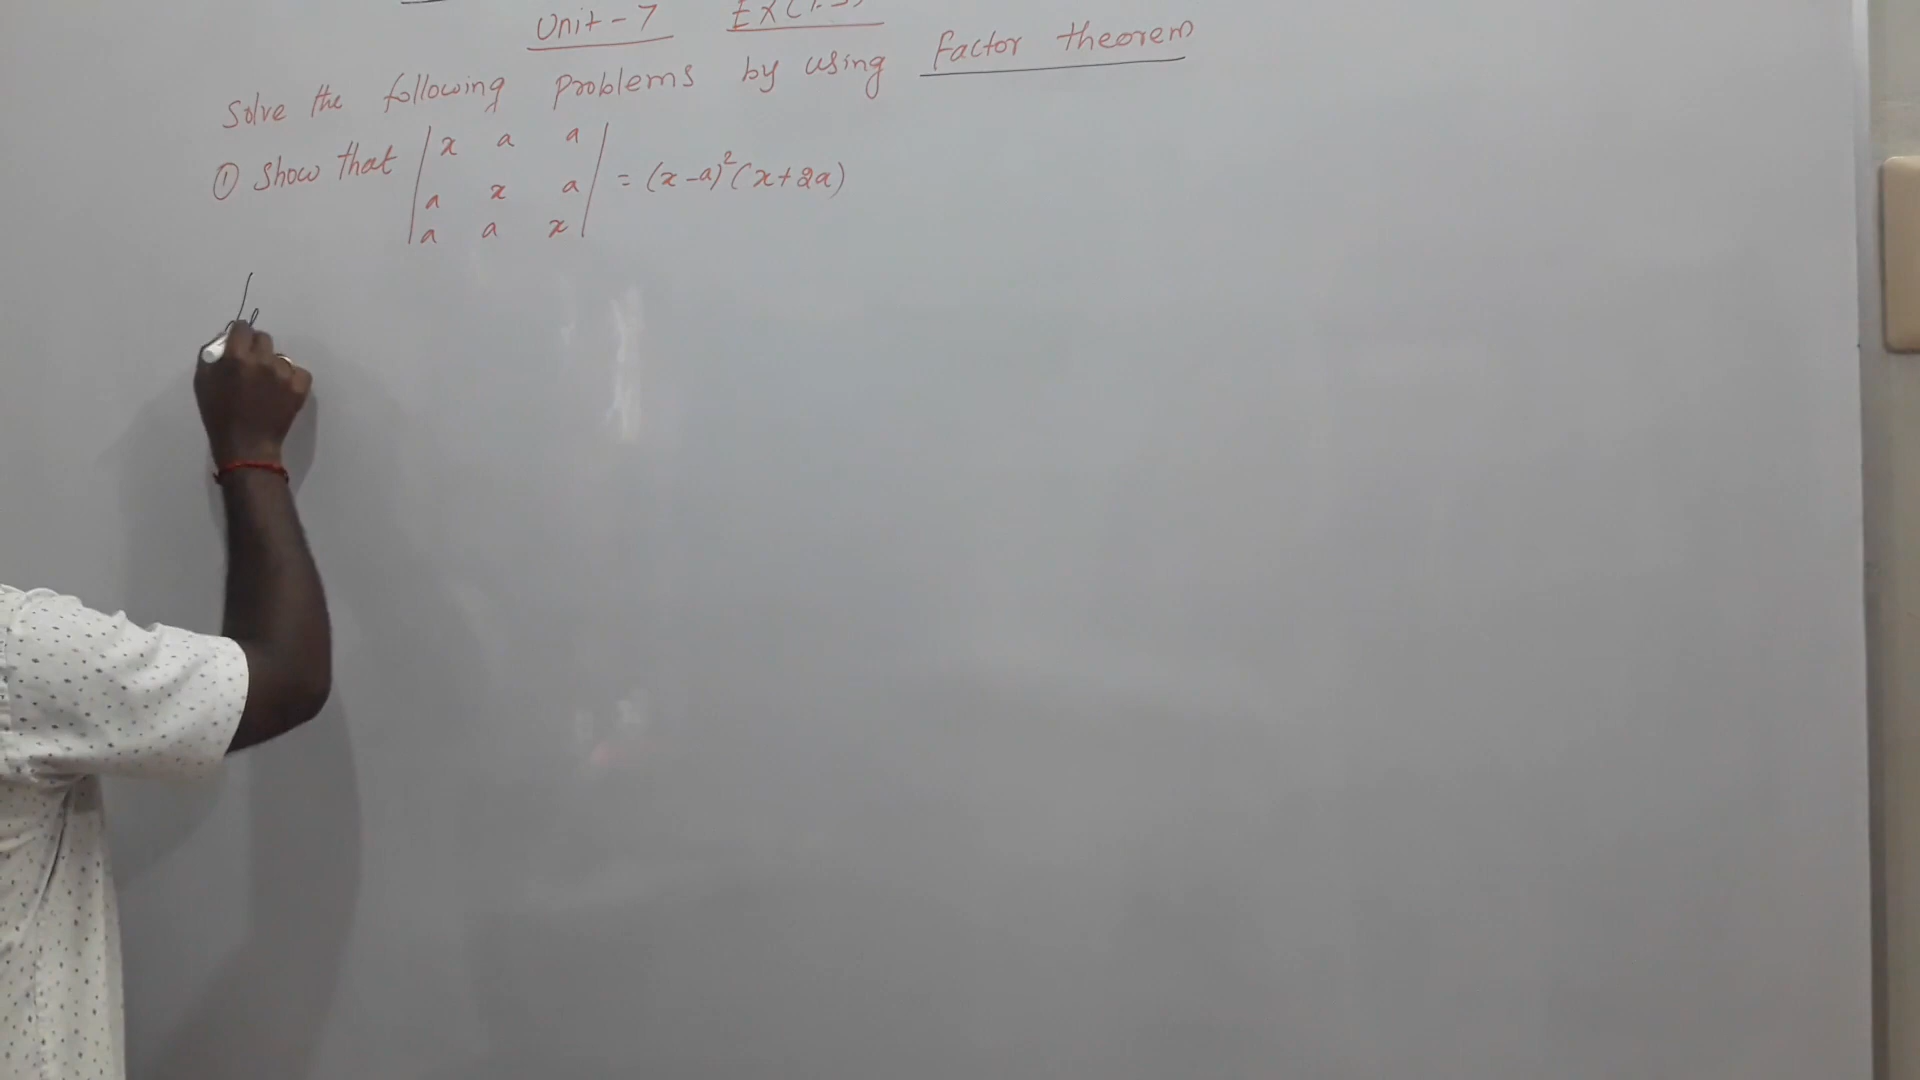 Unit-7
Solve the following problems by using Factor theorem
① Show that | x a a | = (x-a)²(x+2a)
| a x a |
| a a x |